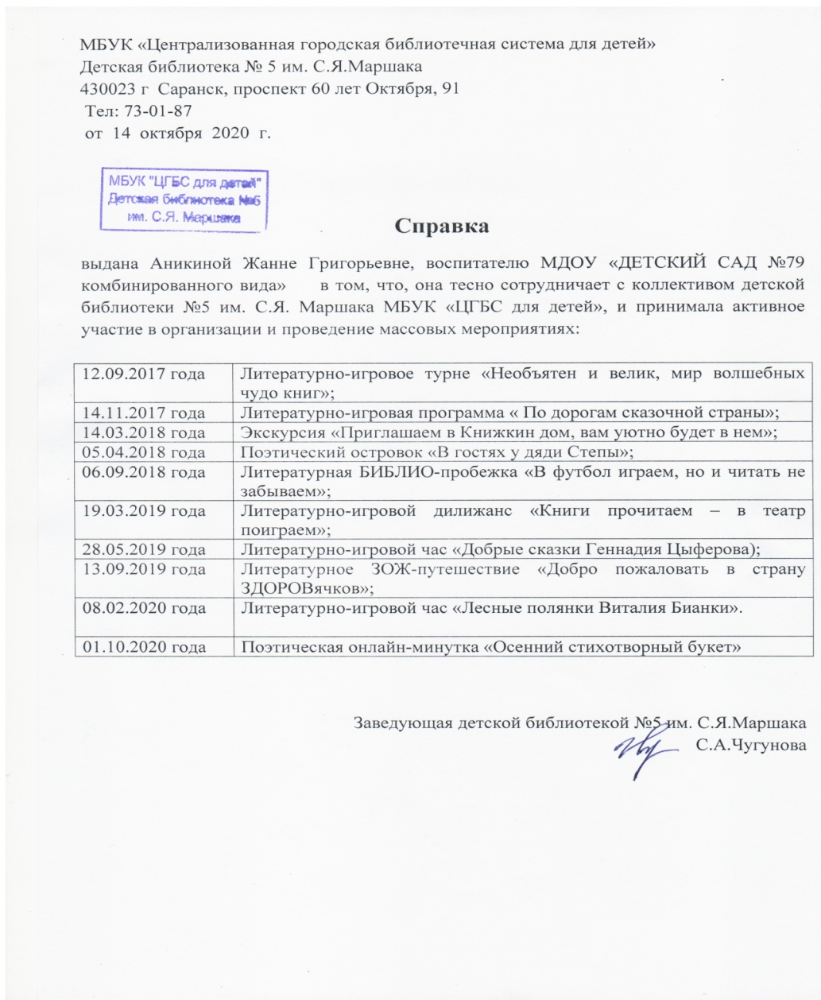 МБУК «Централизованная городская библиотечная система для детей»
Детская библиотека № 5 им. С.Я.Маршака
430023 г Саранск, проспект 60 лет Октября, 91
Тел: 73-01-87
от 14 октября 2020 г.
МБУК "ЦГБС для детей"
Детская библиотека №5
им. С.Я. Маршака
Справка
выдана Аникиной Жанне Григорьевне, воспитателю МДОУ «ДЕТСКИЙ САД №79
комбинированного вида» в том, что, она тесно сотрудничает с коллективом детской
библиотеки №5 им. С.Я. Маршака МБУК «ЦГБС для детей», и принимала активное
участие в организации и проведение массовых мероприятиях:
12.09.2017 года Литературно-игровое турне «Необъятен и велик, мир волшебных
чудо книг»;
14.11.2017 года Литературно-игровая программа « По дорогам сказочной страны»;
14.03.2018 года Экскурсия «Приглашаем в Книжкин дом, вам уютно будет в нем»;
05.04.2018 года Поэтический островок «В гостях у дяди Степы»;
06.09.2018 года Литературная БИБЛИО-пробежка «В футбол играем, но и читать не
забываем»;
19.03.2019 года Литературно-игровой дилижанс «Книги прочитаем – в театр
поиграем»;
28.05.2019 года Литературно-игровой час «Добрые сказки Геннадия Цыферова);
13.09.2019 года Литературное ЗОЖ-путешествие «Добро пожаловать в страну
ЗДОРОВячков»;
08.02.2020 года Литературно-игровой час «Лесные полянки Виталия Бианки».
01.10.2020 года Поэтическая онлайн-минутка «Осенний стихотворный букет»
Заведующая детской библиотекой №5 им. С.Я.Маршака
С.А.Чугунова